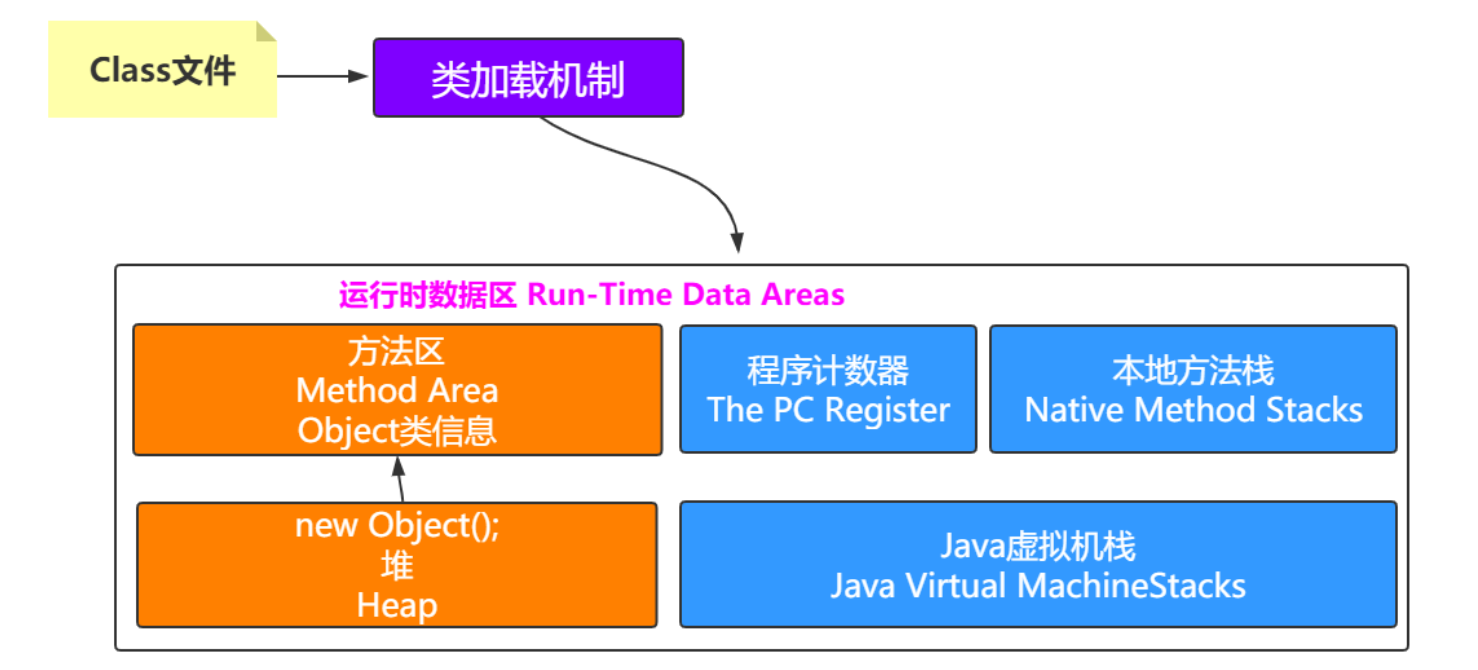 Class文件
类加载机制
运行时数据区 Run-Time Data Areas
方法区
Method Area
Object类信息
程序计数器
The PC Register
本地方法栈
Native Method Stacks
new Object();
堆
Heap
Java虚拟机栈
Java Virtual MachineStacks